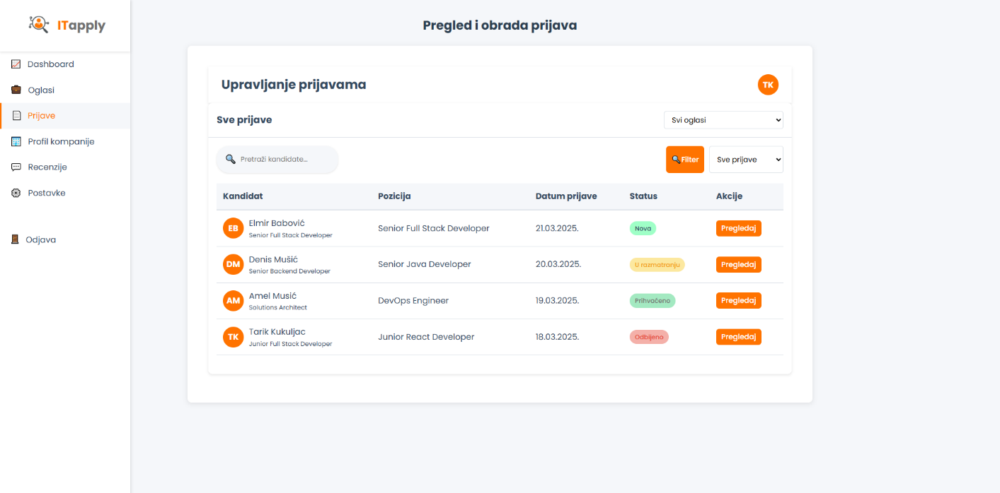 ITapply
Pregled i obrada prijava
Dashboard
Oglasi
Prijave
Profil kompanije
Recenzije
Postavke
Odjava
Upravljanje prijavama
TK
Sve prijave
Svi oglasi
Pretraži kandidate...
Filter
Sve prijave
Kandidat Pozicija Datum prijave Status Akcije
EB Elmir Babović Senior Full Stack Developer 21.03.2025. Nova Pregledaj
Senior Full Stack Developer
DM Denis Mušić Senior Java Developer 20.03.2025. U razmatranju Pregledaj
Senior Backend Developer
AM Amel Musić DevOps Engineer 19.03.2025. Prihvaćeno Pregledaj
Solutions Architect
TK Tarik Kukuljac Junior React Developer 18.03.2025. Odbijeno Pregledaj
Junior Full Stack Developer